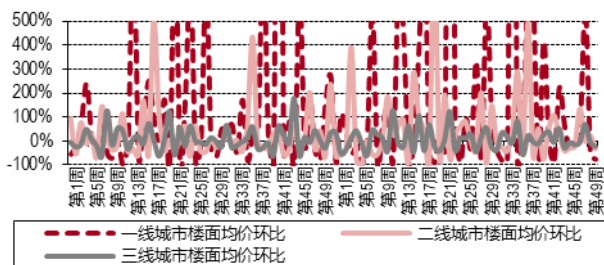 500%
400%
300%
200%
100%
0%
-100%
第1周 第5周 第9周 第13周 第17周 第21周 第25周 第29周 第33周 第37周 第41周 第45周 第49周 第1周 第5周 第9周 第13周 第17周 第21周 第25周 第29周 第33周 第37周 第41周 第45周 第49周
一线城市楼面均价环比 二线城市楼面均价环比
三线城市楼面均价环比